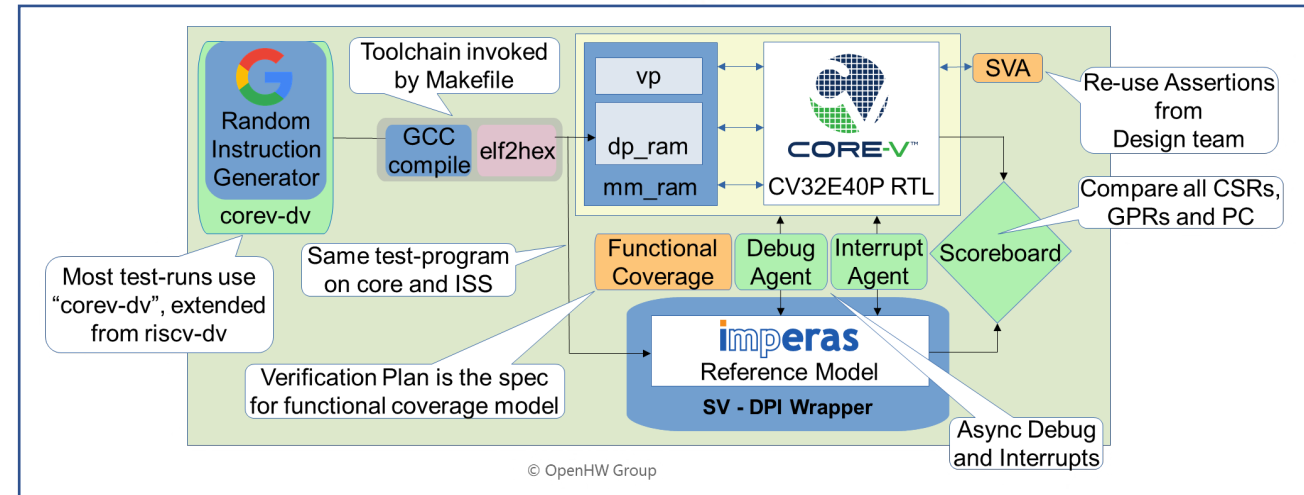 Random
Instruction
Generator
corev-dv
Toolchain invoked
by Makefile
GCC
compile
elf2hex
vp
dp_ram
mm_ram
CORE-V™
CV32E40P RTL
SVA
Re-use Assertions
from
Design team
Compare all CSRs,
GPRs and PC
Scoreboard
Most test-runs use
“corev-dv”, extended
from riscv-dv
Same test-program
on core and ISS
Functional
Coverage
Debug
Agent
Interrupt
Agent
Verification Plan is the spec
for functional coverage model
imperas
Reference Model
SV - DPI Wrapper
Async Debug
and Interrupts
© OpenHW Group